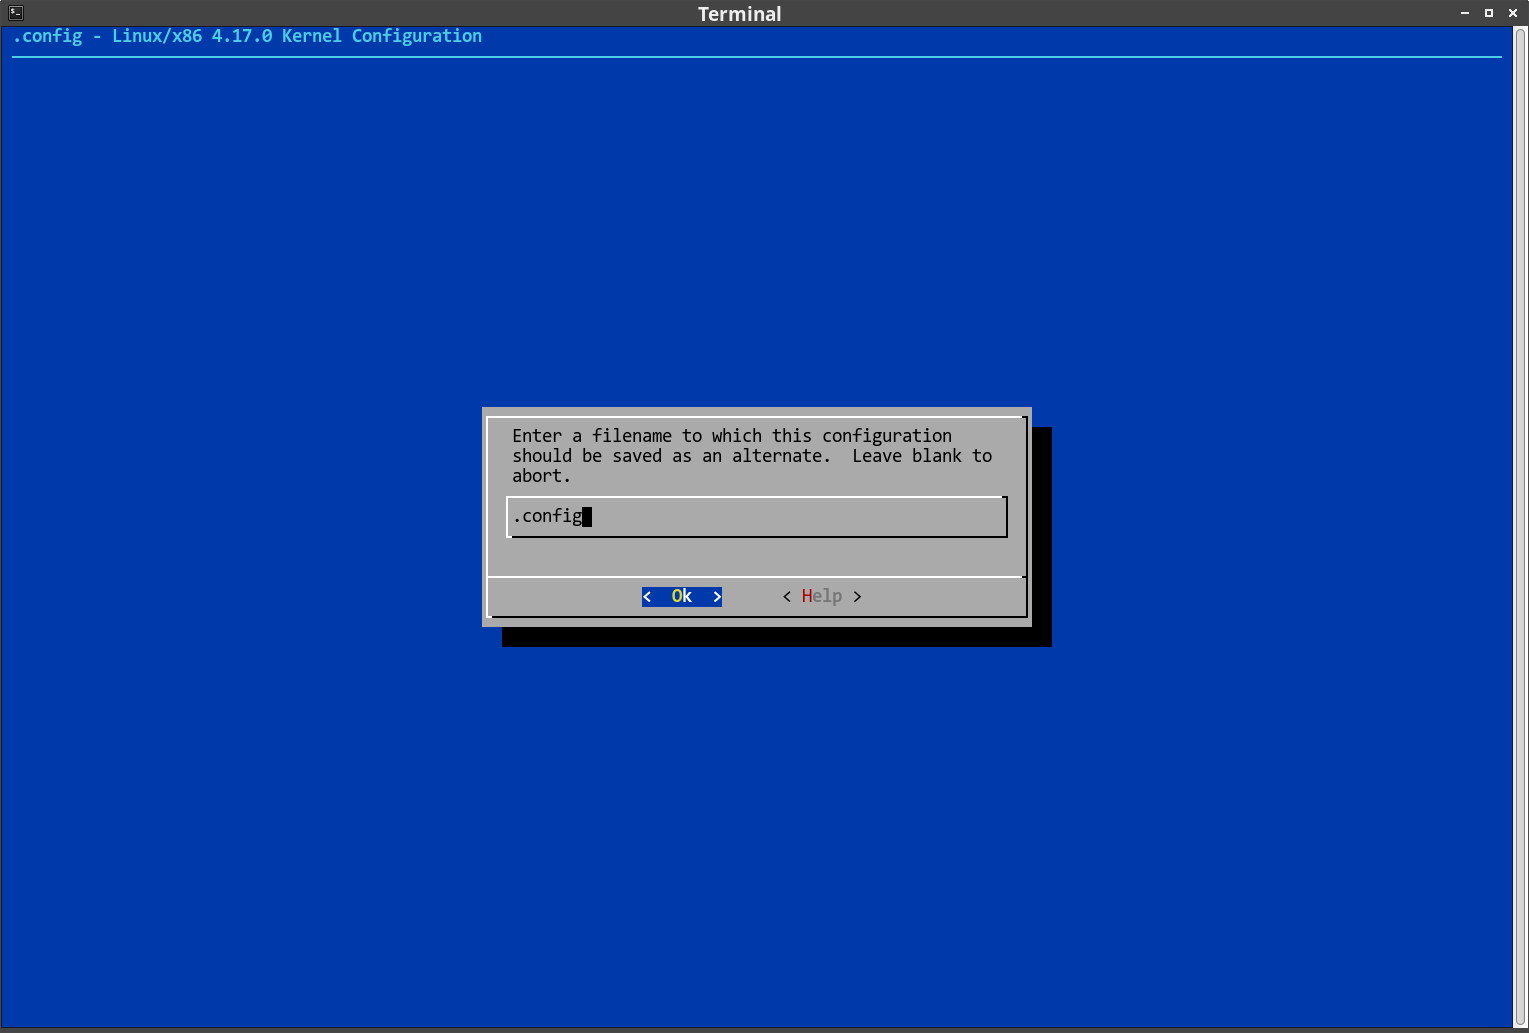 Terminal
.config - Linux/x86 4.17.0 Kernel Configuration
Enter a filename to which this configuration
should be saved as an alternate.  Leave blank to
abort.
.config
<  Ok  >      < Help >